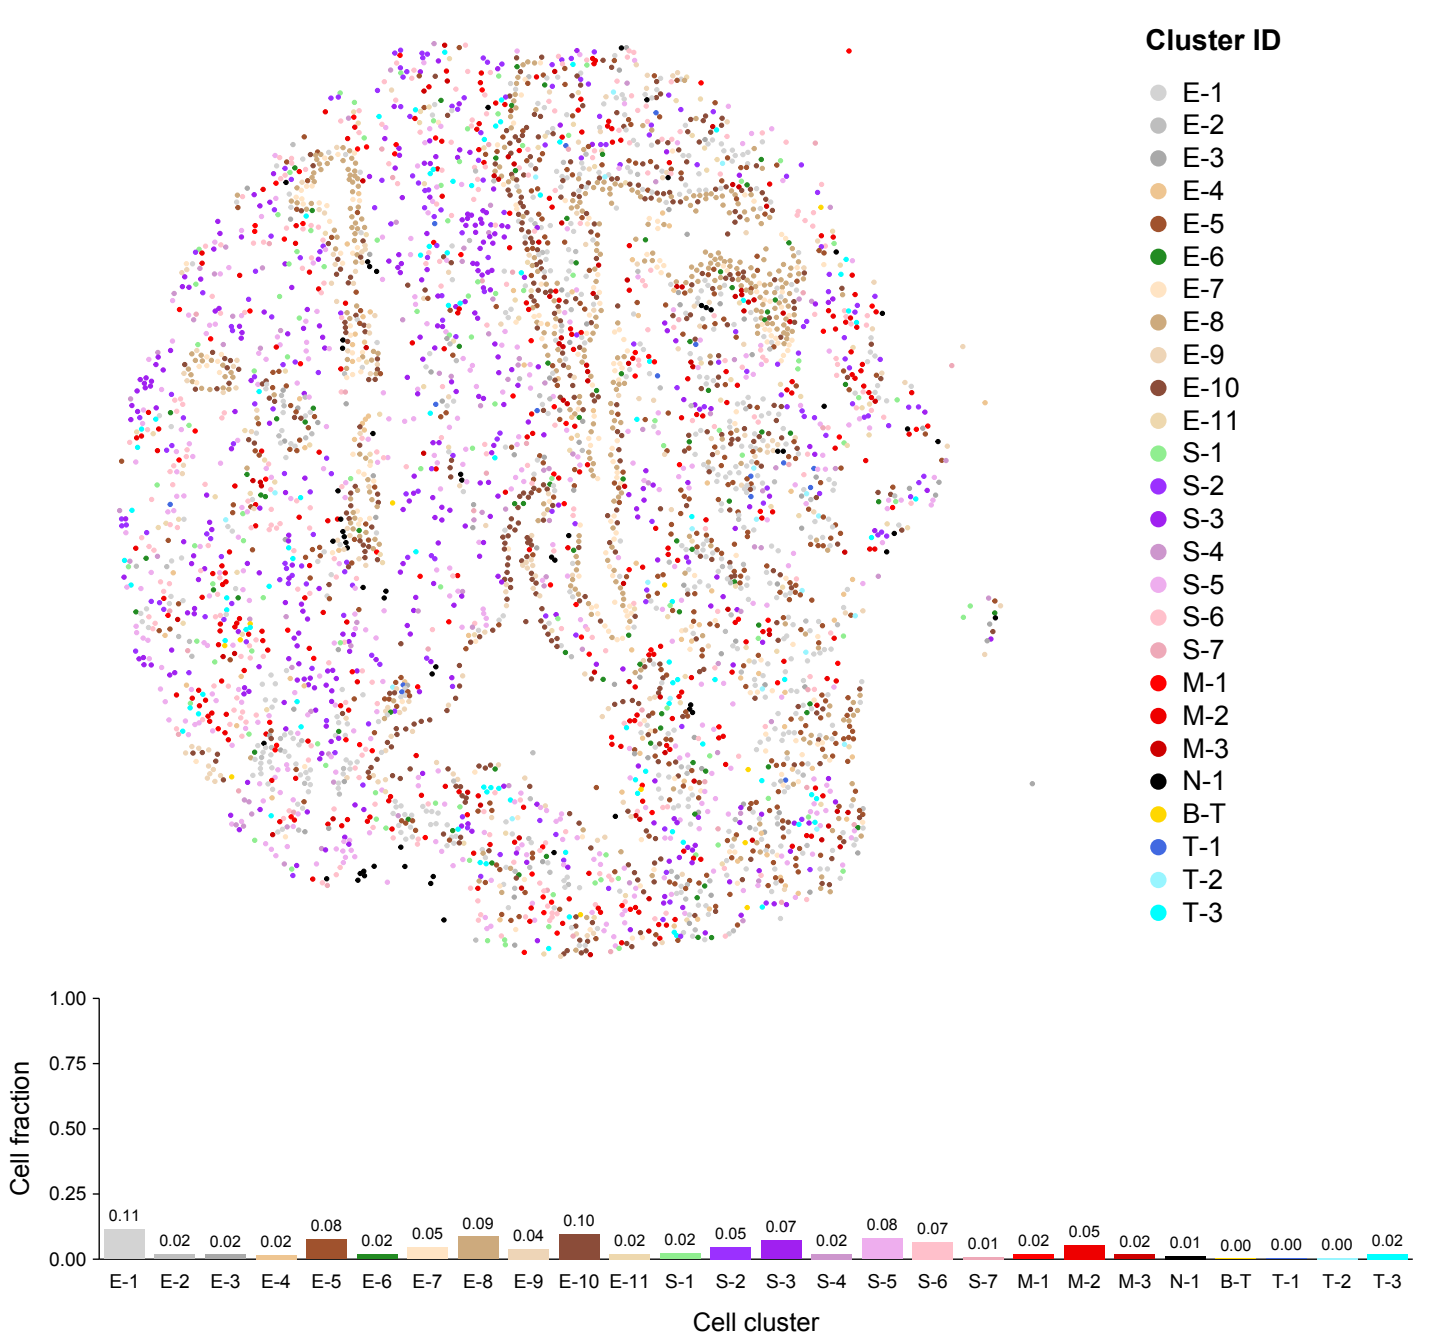 Cluster ID
E-1
E-2
E-3
E-4
E-5
E-6
E-7
E-8
E-9
E-10
E-11
S-1
S-2
S-3
S-4
S-5
S-6
S-7
M-1
M-2
M-3
N-1
B-T
T-1
T-2
T-3
1.00
0.75
0.50
0.25
0.00
Cell fraction
0.11 0.02 0.02 0.02 0.08 0.02 0.05 0.09 0.04 0.10 0.02 0.02 0.05 0.07 0.02 0.08 0.07 0.01 0.02 0.05 0.02 0.01 0.00 0.00 0.00 0.02
E-1 E-2 E-3 E-4 E-5 E-6 E-7 E-8 E-9 E-10 E-11 S-1 S-2 S-3 S-4 S-5 S-6 S-7 M-1 M-2 M-3 N-1 B-T T-1 T-2 T-3
Cell cluster